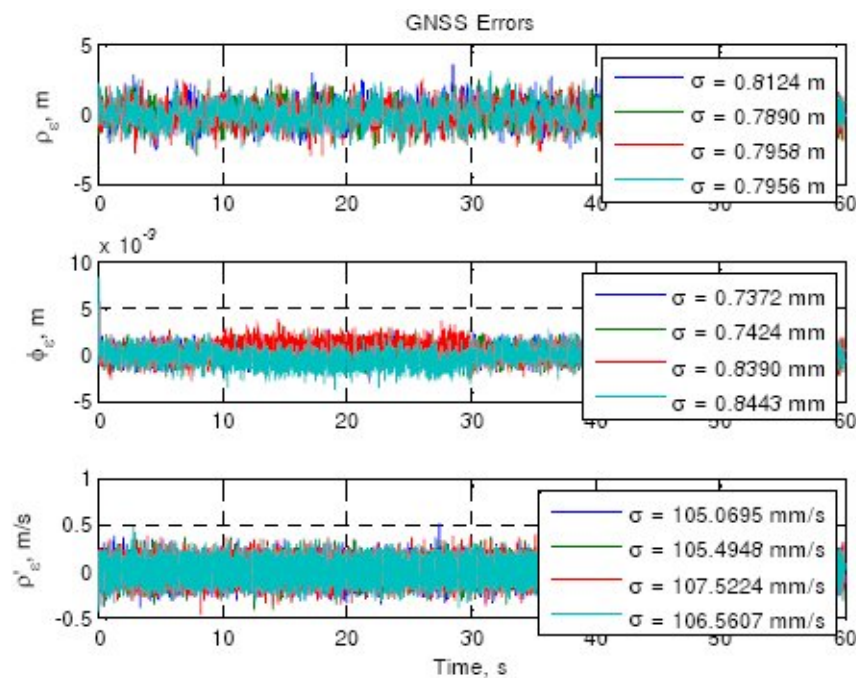 GNSS Errors
5
0
-5
ρε, m
σ = 0.8124 m
σ = 0.7890 m
σ = 0.7958 m
σ = 0.7956 m
0 10 20 30 40 50 60
x 10⁻³
10
5
0
-5
ϕε, m
σ = 0.7372 mm
σ = 0.7424 mm
σ = 0.8390 mm
σ = 0.8443 mm
0 10 20 30 40 50 60
1
0.5
0
-0.5
ρ'ε, m/s
σ = 105.0695 mm/s
σ = 105.4948 mm/s
σ = 107.5224 mm/s
σ = 106.5607 mm/s
0 10 20 30 40 50 60
Time, s